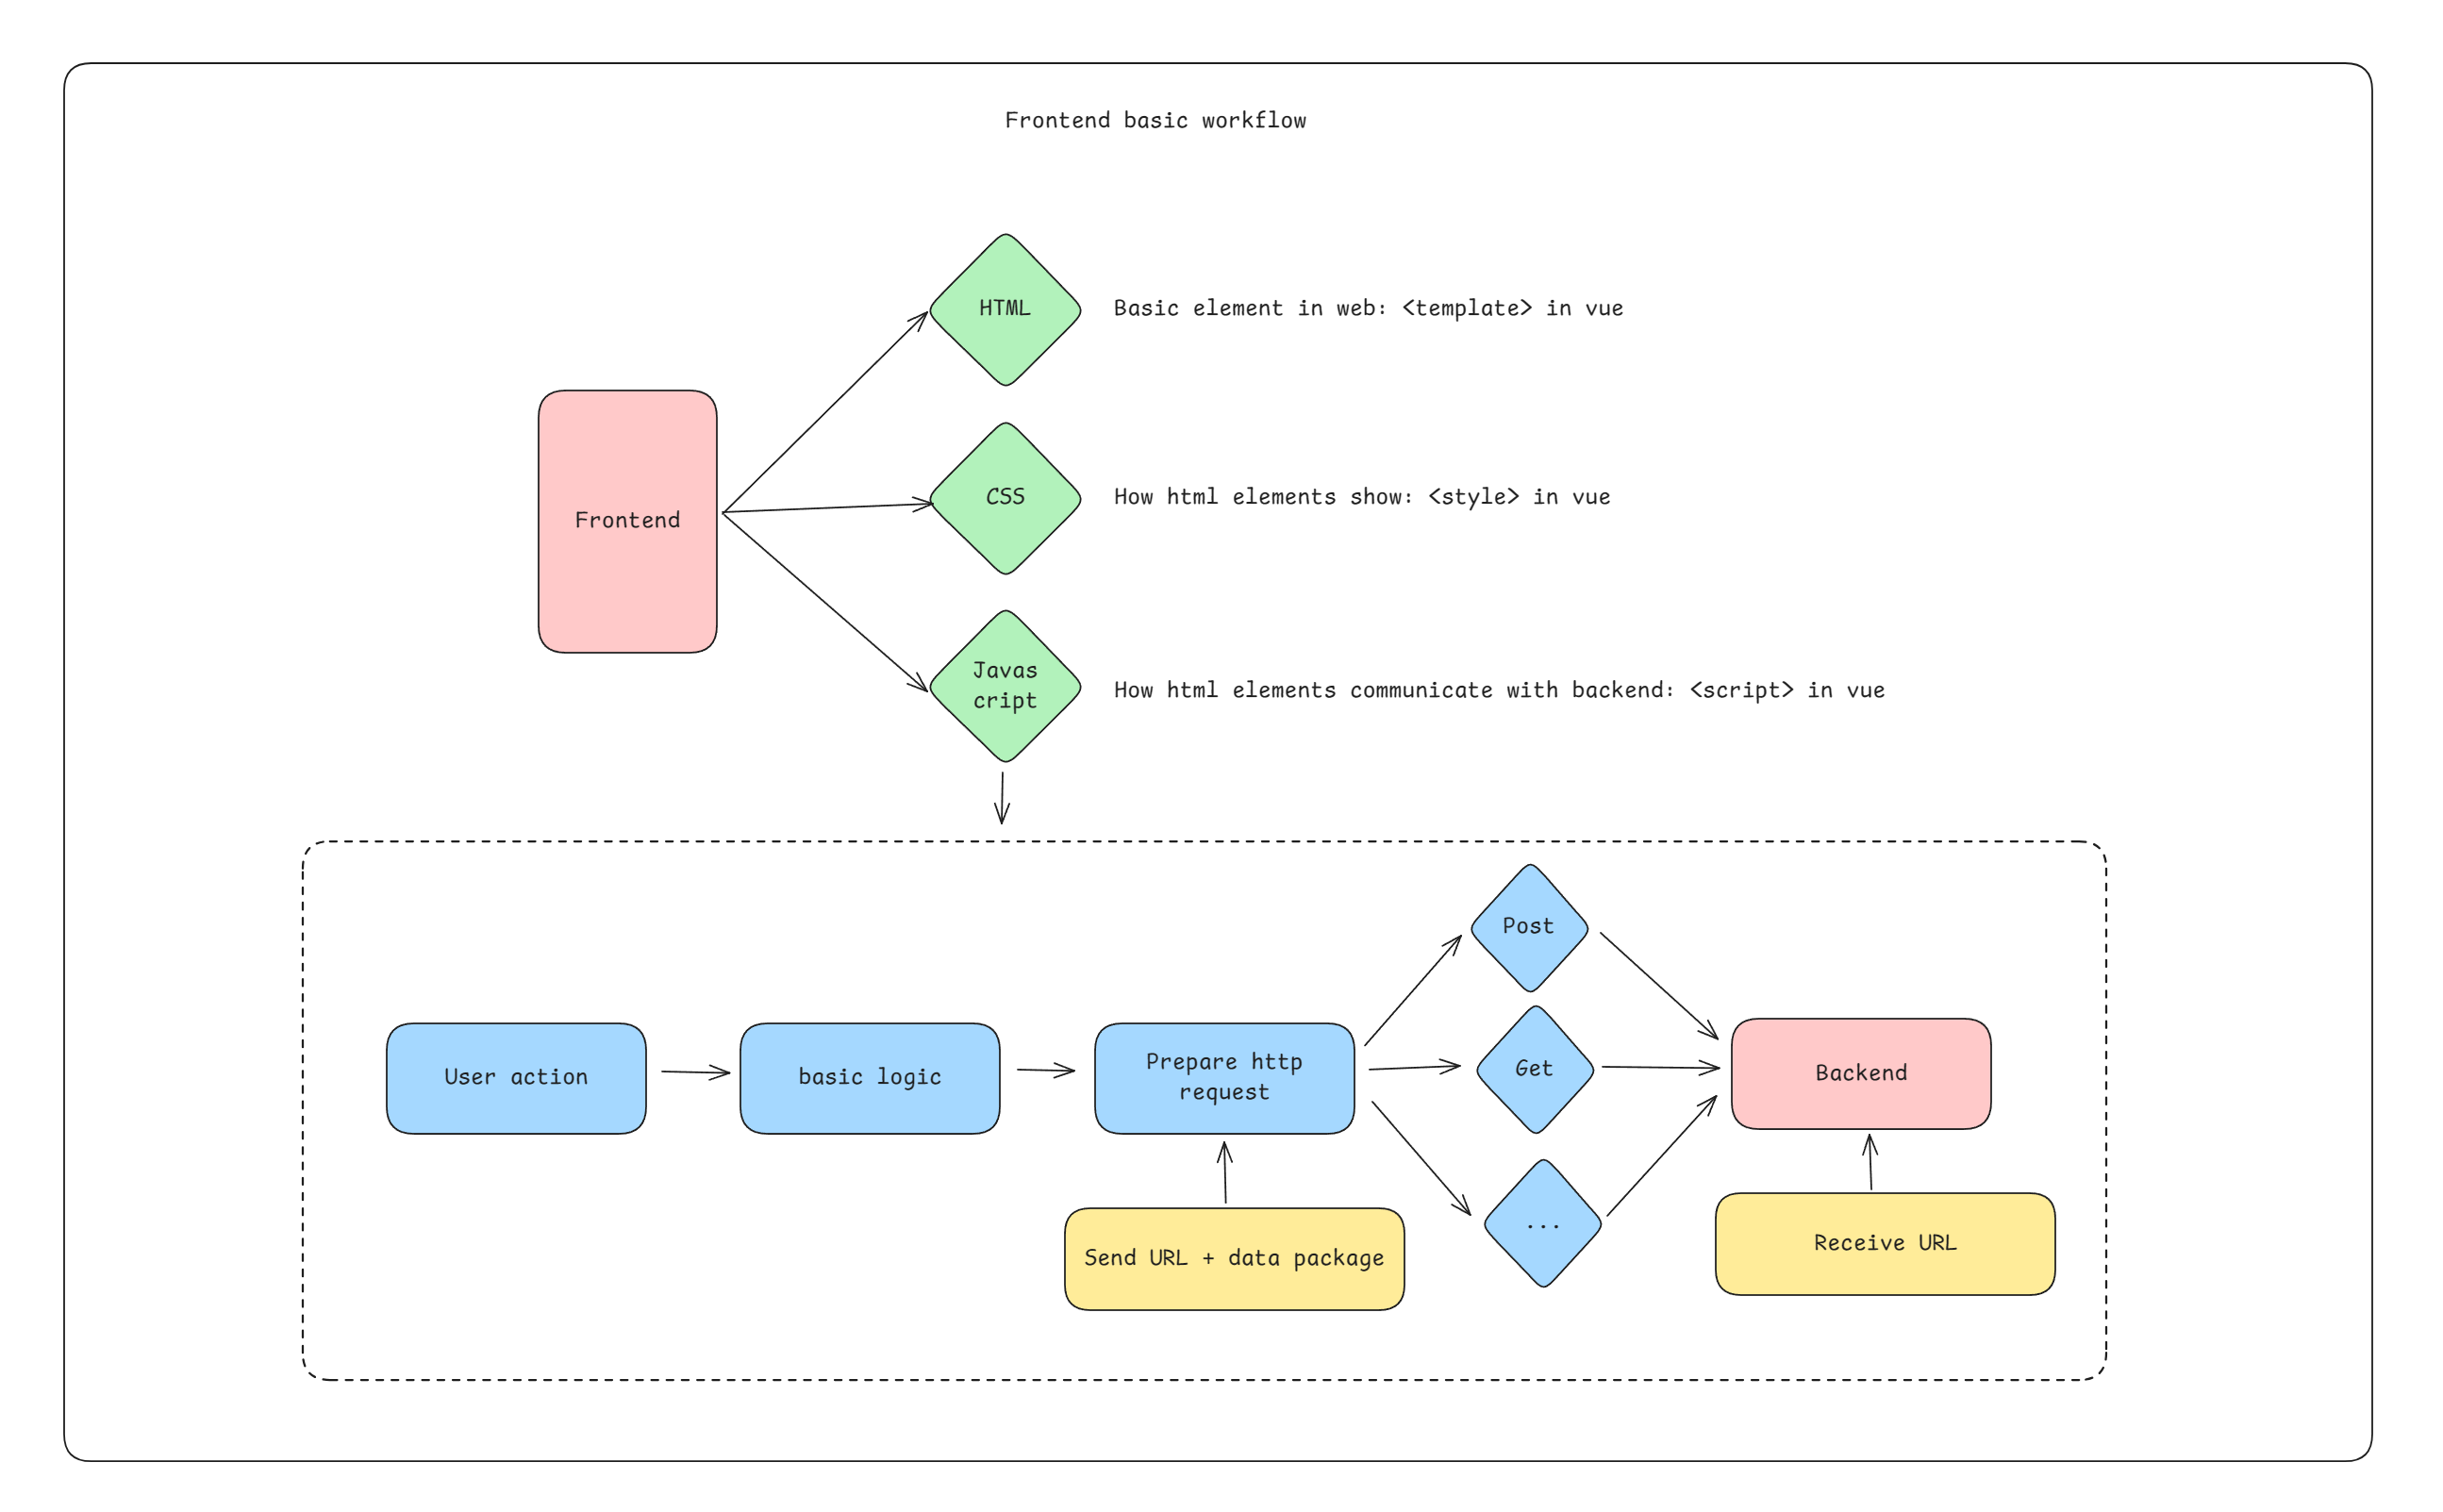 Frontend basic workflow
HTML
Basic element in web: <template> in vue
CSS
How html elements show: <style> in vue
Frontend
Javas
cript
How html elements communicate with backend: <script> in vue
Post
User action
basic logic
Prepare http
request
Get
Backend
Send URL + data package
...
Receive URL